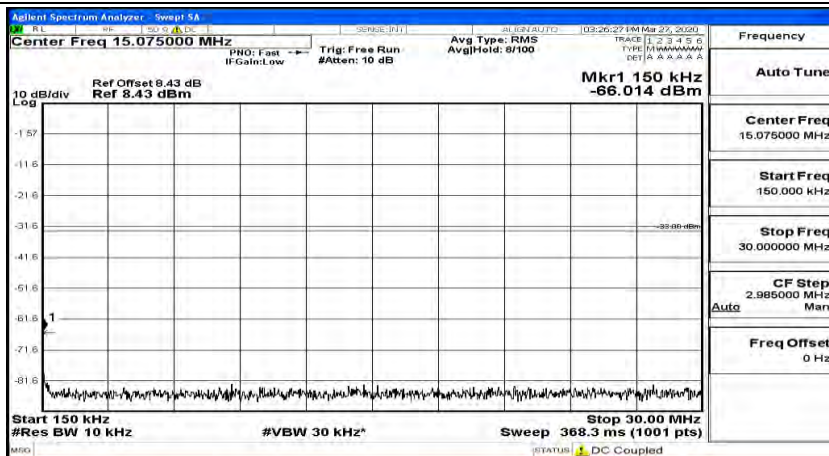 Agilent Spectrum Analyzer - Swept SA
RL RF 50 Ω DC SENSE:INT ALIGN AUTO 03:26:27 PM Mar 27, 2020
Center Freq 15.075000 MHz
PNO: Fast
IFGain:Low
Trig: Free Run
#Atten: 10 dB
Avg Type: RMS
Avg|Hold: 8/100
TRACE 1 2 3 4 5 6
TYPE MWWWWW
DET A A A A A A
Ref Offset 8.43 dB
10 dB/div Ref 8.43 dBm
Log
Mkr1 150 kHz
-66.014 dBm
-1.57
-11.6
-21.6
-31.6
-33.00 dBm
-41.6
-51.6
-61.6
1
-71.6
-81.6
Start 150 kHz
Stop 30.00 MHz
#Res BW 10 kHz
#VBW 30 kHz*
Sweep 368.3 ms (1001 pts)
MSG
STATUS
DC Coupled
Frequency
Auto Tune
Center Freq
15.075000 MHz
Start Freq
150.000 kHz
Stop Freq
30.000000 MHz
CF Step
2.985000 MHz
Auto Man
Freq Offset
0 Hz